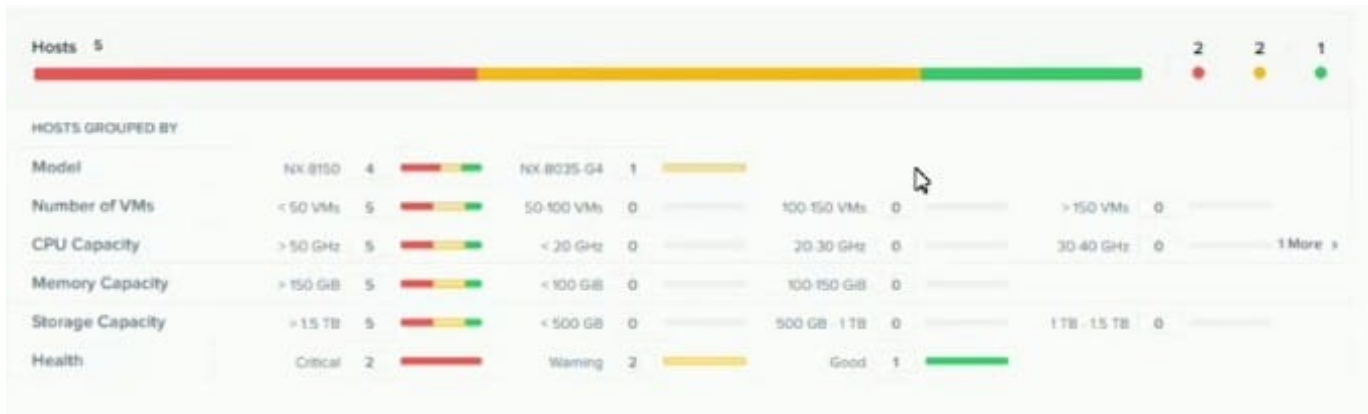 Hosts 5
2 2 1
HOSTS GROUPED BY
Model NX-8150 4 NX-8035-G4 1
Number of VMs < 50 VMs 5 50-100 VMs 0 100-150 VMs 0 > 150 VMs 0
CPU Capacity > 50 GHz 5 < 20 GHz 0 20-30 GHz 0 30-40 GHz 0 1 More >
Memory Capacity > 150 GiB 5 < 100 GiB 0 100-150 GiB 0
Storage Capacity > 1.5 TB 5 < 500 GB 0 500 GB - 1 TB 0 1 TB - 1.5 TB 0
Health Critical 2 Warning 2 Good 1